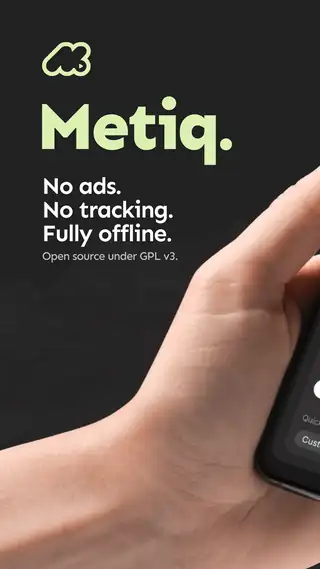 Metiq.
No ads.
No tracking.
Fully offline.
Open source under GPL v3.